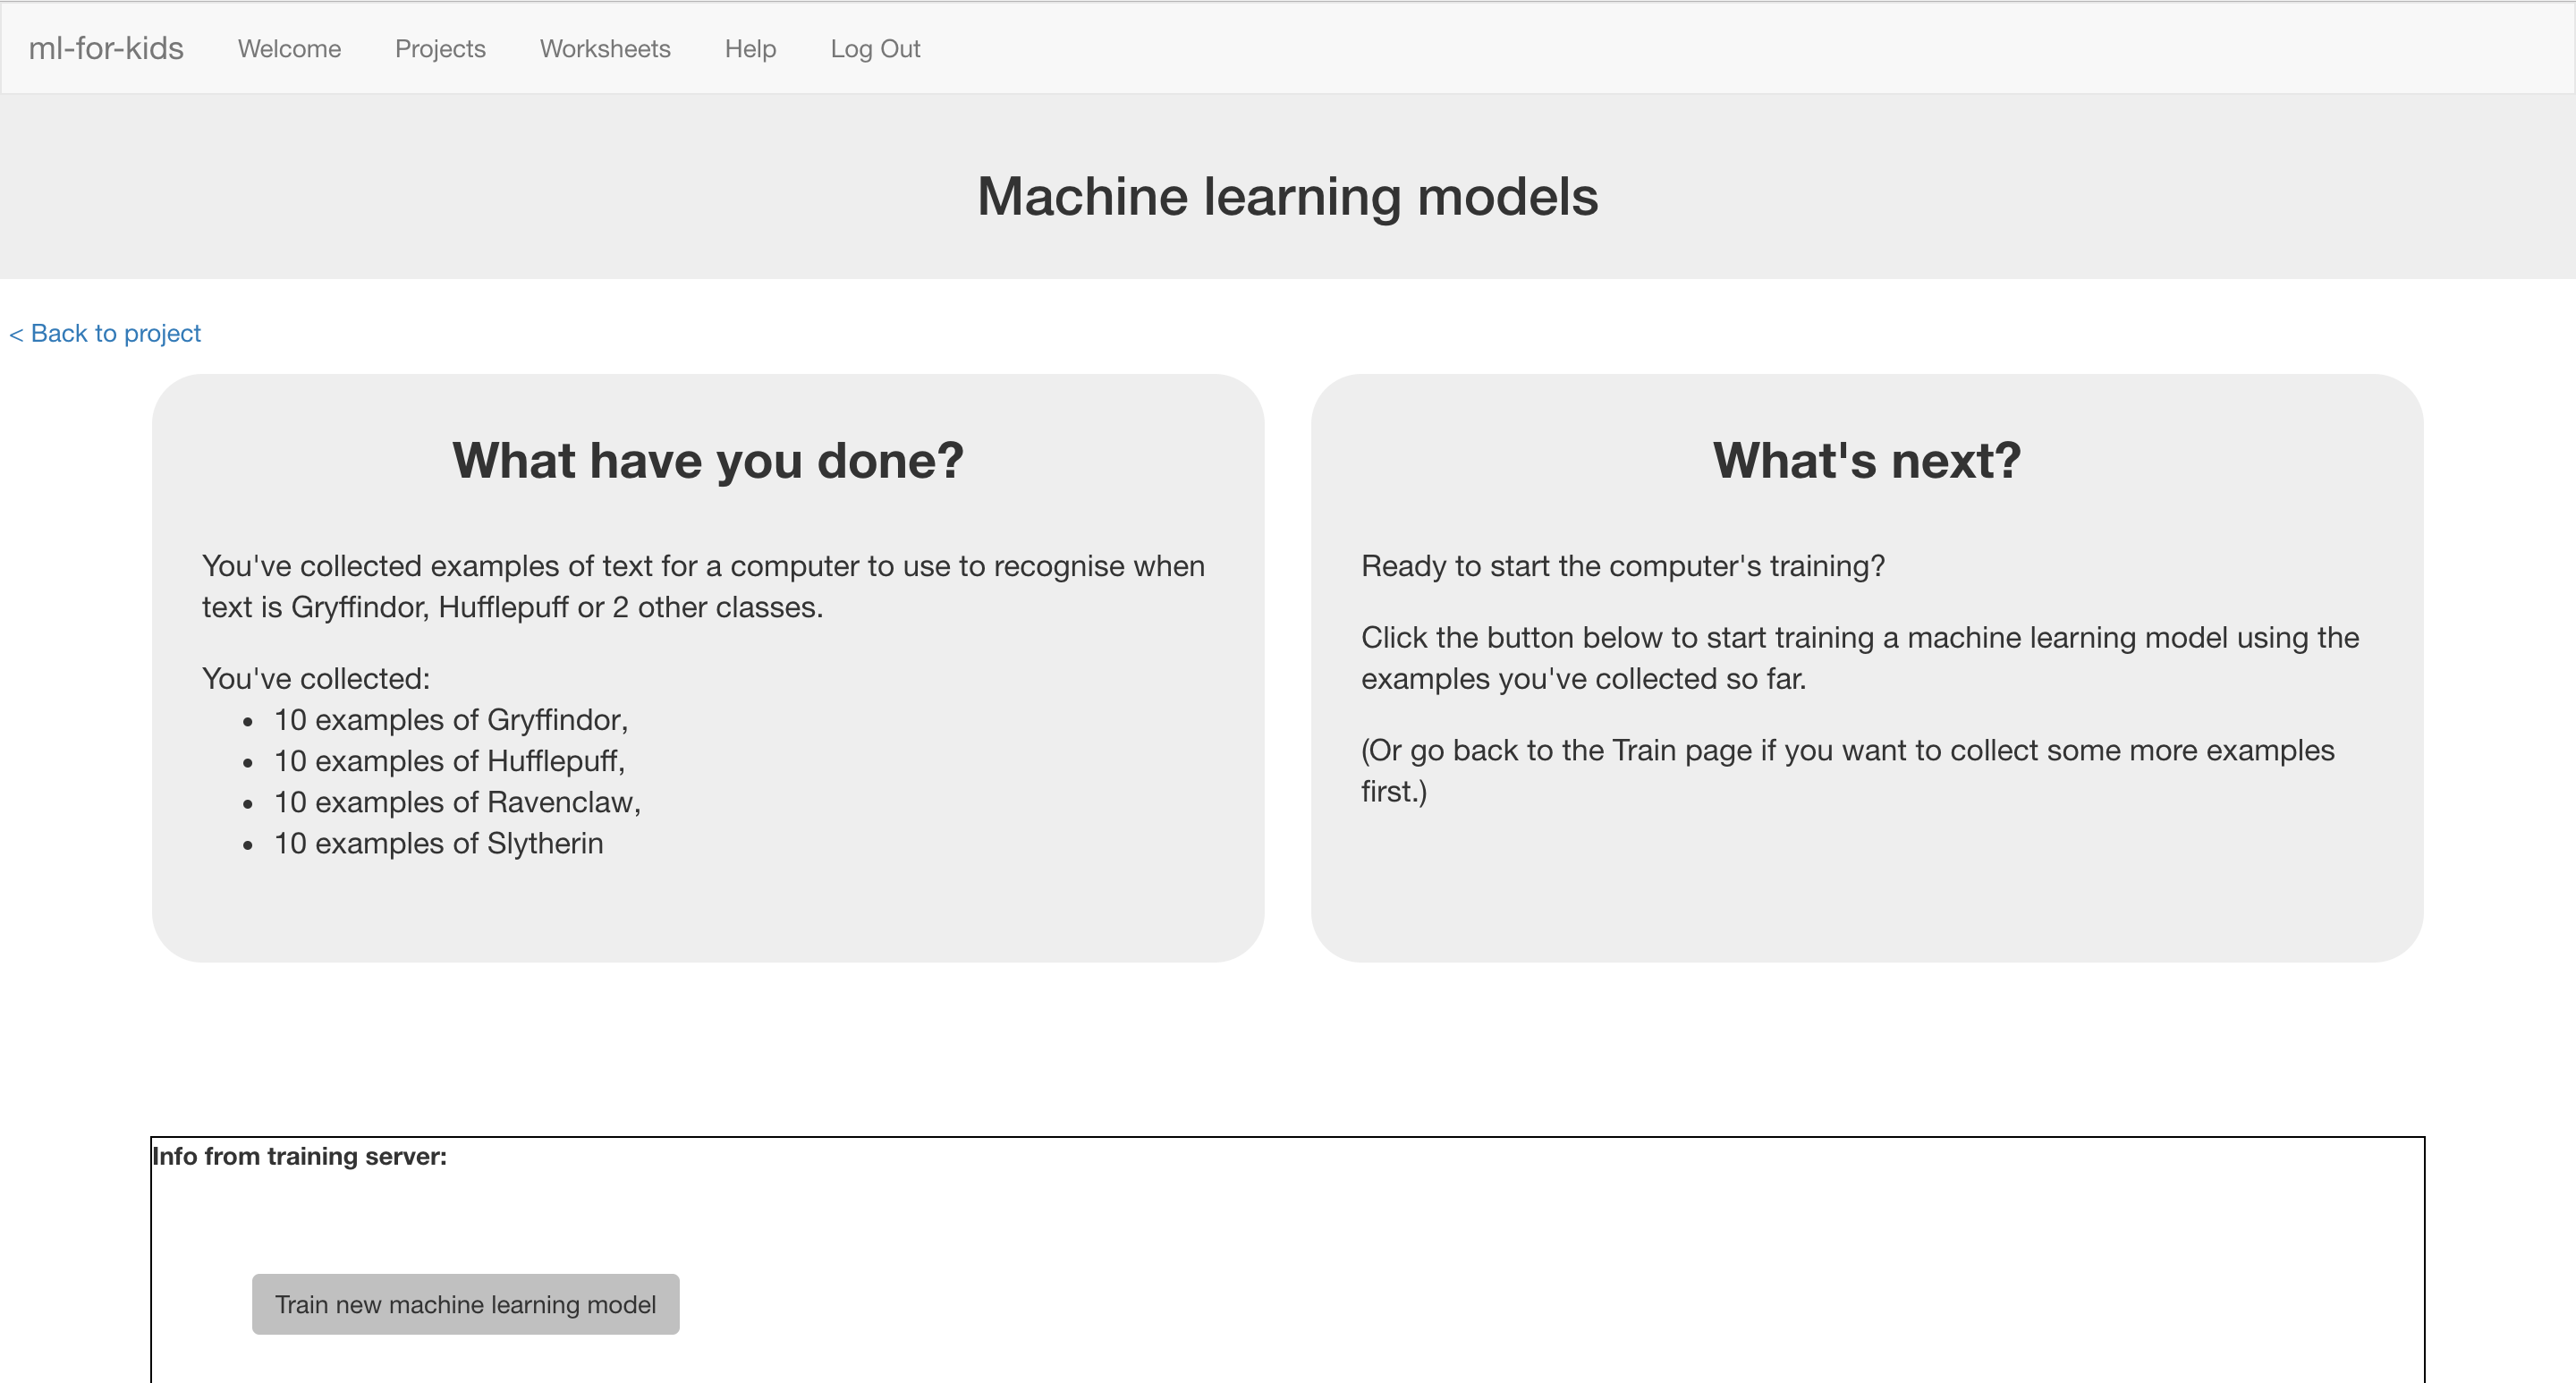 ml-for-kids Welcome Projects Worksheets Help Log Out
Machine learning models
< Back to project
What have you done?
You've collected examples of text for a computer to use to recognise when
text is Gryffindor, Hufflepuff or 2 other classes.
You've collected:
• 10 examples of Gryffindor,
• 10 examples of Hufflepuff,
• 10 examples of Ravenclaw,
• 10 examples of Slytherin
What's next?
Ready to start the computer's training?
Click the button below to start training a machine learning model using the
examples you've collected so far.
(Or go back to the Train page if you want to collect some more examples
first.)
Info from training server:
Train new machine learning model